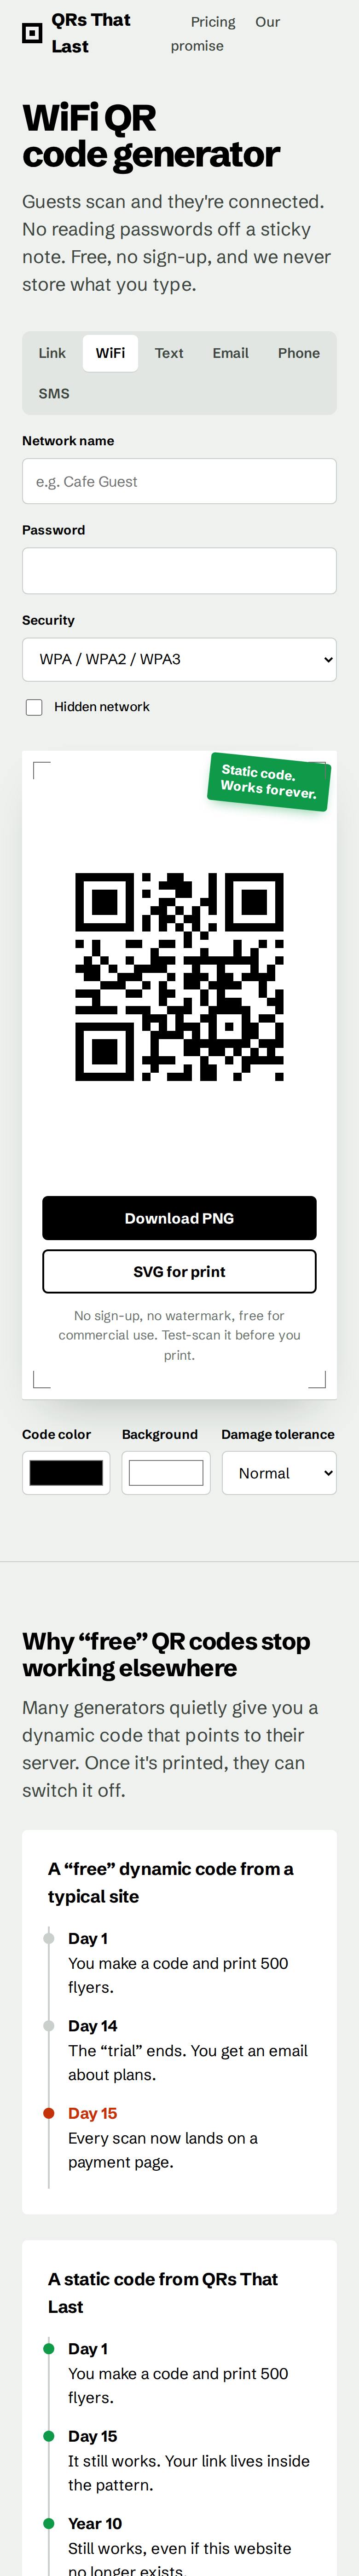 QRs That
Last
Pricing Our
promise
WiFi QR
code generator
Guests scan and they're connected.
No reading passwords off a sticky
note. Free, no sign-up, and we never
store what you type.
Link WiFi Text Email Phone
SMS
Network name
e.g. Cafe Guest
Password
Security
WPA / WPA2 / WPA3
Hidden network
Static code.
Works forever.
Download PNG
SVG for print
No sign-up, no watermark, free for
commercial use. Test-scan it before you
print.
Code color Background Damage tolerance
Normal
Why “free” QR codes stop
working elsewhere
Many generators quietly give you a
dynamic code that points to their
server. Once it's printed, they can
switch it off.
A “free” dynamic code from a
typical site
Day 1
You make a code and print 500
flyers.
Day 14
The “trial” ends. You get an email
about plans.
Day 15
Every scan now lands on a
payment page.
A static code from QRs That
Last
Day 1
You make a code and print 500
flyers.
Day 15
It still works. Your link lives inside
the pattern.
Year 10
Still works, even if this website
no longer exists.